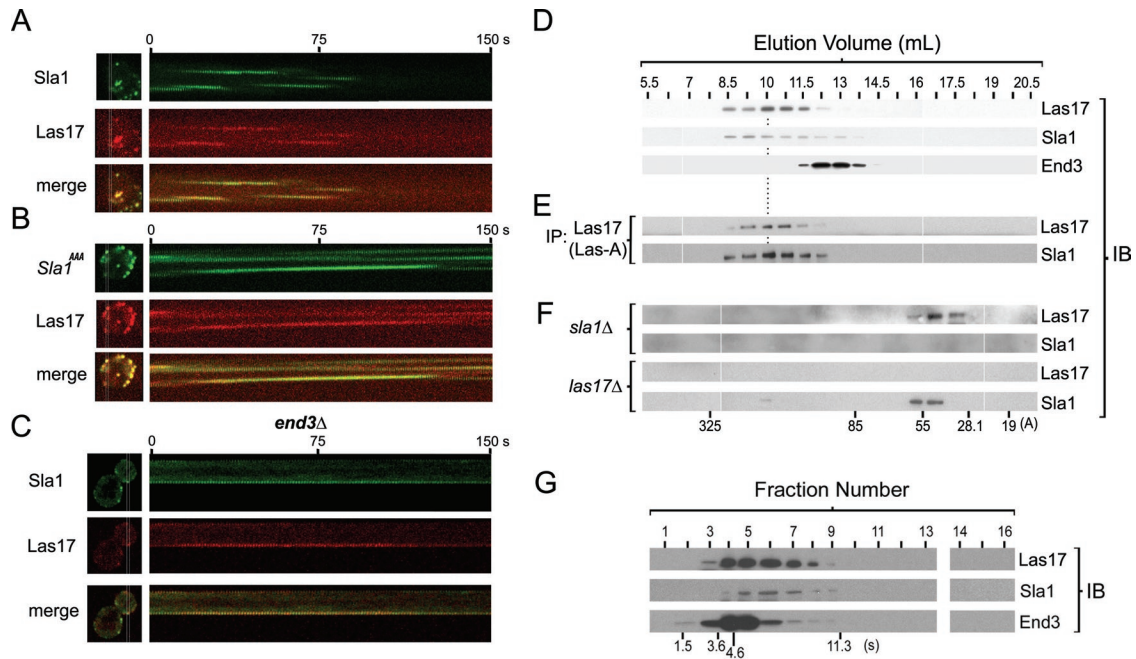 A
0 75 150 s
Sla1
Las17
merge
B
Sla1^AAA
Las17
merge
C
end3Δ
0 75 150 s
Sla1
Las17
merge
D
Elution Volume (mL)
5.5 7 8.5 10 11.5 13 14.5 16 17.5 19 20.5
Las17
Sla1
End3
E
IP: Las17 (Las-A)
Las17
Sla1
IB
F
sla1Δ
Las17
Sla1
las17Δ
Las17
Sla1
325 85 55 28.1 19 (A)
G
Fraction Number
1 3 4 5 6 7 9 11 13 14 16
Las17
Sla1
End3
IB
1.5 3.6 4.6 11.3 (s)